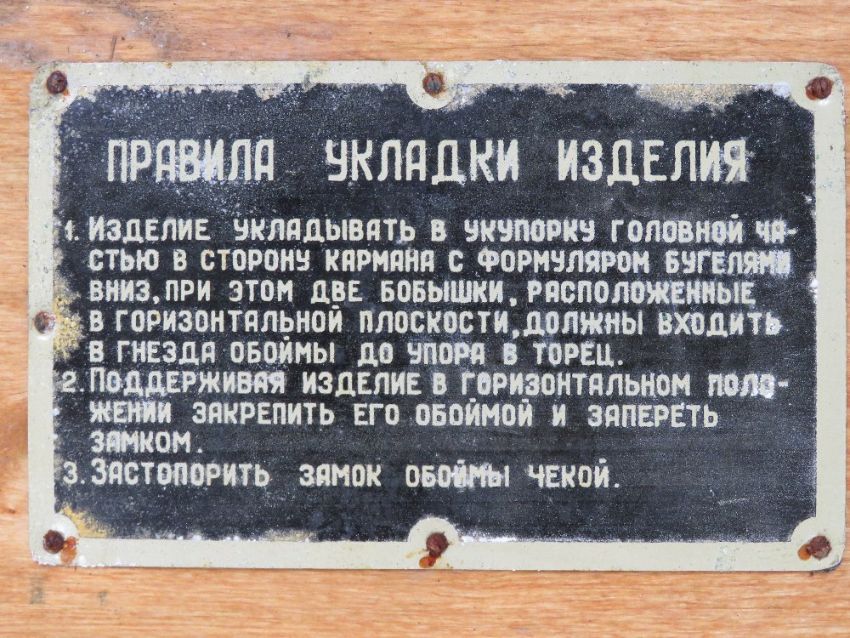 ПРАВИЛА УКЛАДКИ ИЗДЕЛИЯ
1. ИЗДЕЛИЕ УКЛАДЫВАТЬ В УКУПОРКУ ГОЛОВНОЙ ЧА-
СТЬЮ В СТОРОНУ КАРМАНА С ФОРМУЛЯРОМ БУГЕЛЯМИ
ВНИЗ, ПРИ ЭТОМ ДВЕ БОБЫШКИ, РАСПОЛОЖЕННЫЕ
В ГОРИЗОНТАЛЬНОЙ ПЛОСКОСТИ, ДОЛЖНЫ ВХОДИТЬ
В ГНЕЗДА ОБОЙМЫ ДО УПОРА В ТОРЕЦ.
2. ПОДДЕРЖИВАЯ ИЗДЕЛИЕ В ГОРИЗОНТАЛЬНОМ ПОЛО-
ЖЕНИИ ЗАКРЕПИТЬ ЕГО ОБОЙМОЙ И ЗАПЕРЕТЬ
ЗАМКОМ.
3. ЗАСТОПОРИТЬ ЗАМОК ОБОЙМЫ ЧЕКОЙ.